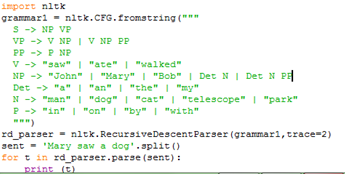 import nltk
grammar1 = nltk.CFG.fromstring("""
S -> NP VP
VP -> V NP | V NP PP
PP -> P NP
V -> "saw" | "ate" | "walked"
NP -> "John" | "Mary" | "Bob" | Det N | Det N PP
Det -> "a" | "an" | "the" | "my"
N -> "man" | "dog" | "cat" | "telescope" | "park"
P -> "in" | "on" | "by" | "with"
""")
rd_parser = nltk.RecursiveDescentParser(grammar1,trace=2)
sent = 'Mary saw a dog'.split()
for t in rd_parser.parse(sent):
print (t)